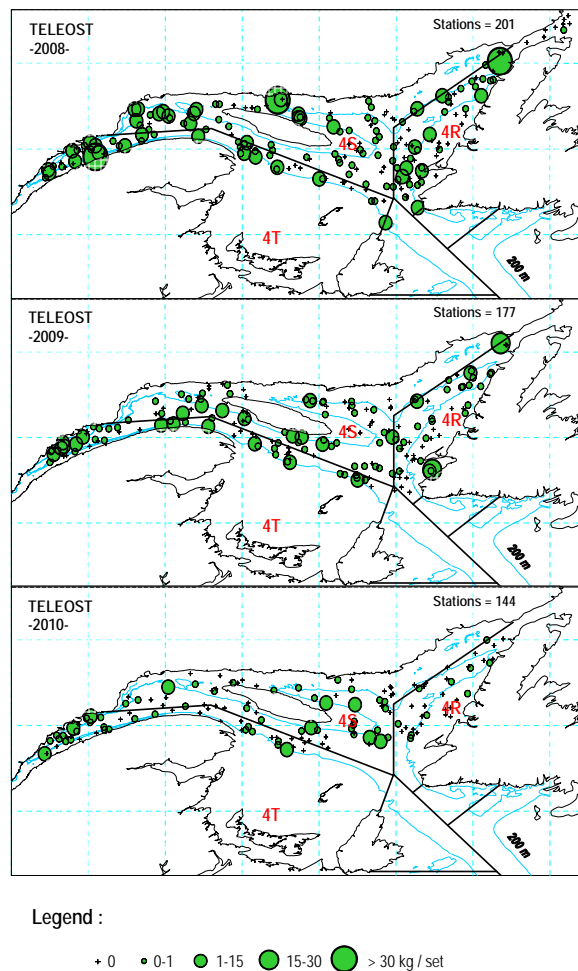 TELEOST
-2008-
Stations = 201
4R
4S
4T
200 m
TELEOST
-2009-
Stations = 177
4R
4S
4T
200 m
TELEOST
-2010-
Stations = 144
4R
4S
4T
200 m
Legend :
0 0-1 1-15 15-30 > 30 kg / set